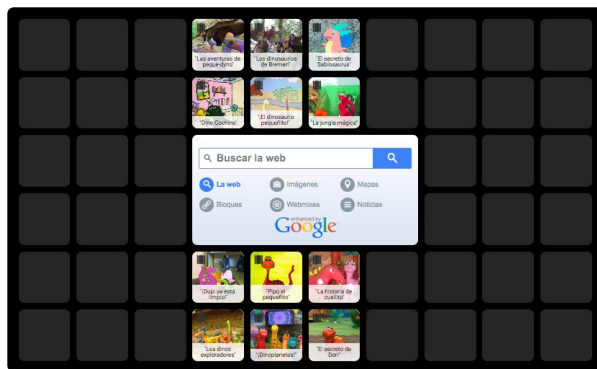 "Las aventuras de
peque-dyno"
"Los dinosaurios
de Bremen"
"El secreto de
Sabiosaurus"
"Dino Cochino"
"¡El dinosaurio
pequeñito!"
"La jungla mágica"
Buscar la web
La web
Imágenes
Mapas
Bloques
Webmixes
Noticias
enhanced by
Google
"¡Dupi ya está
limpio"
"Pipo el
pequeñito"
"La historia de
cuellito"
"Los dinos
exploradores"
"¡Dinoplanetas!"
"El secreto de
Don"